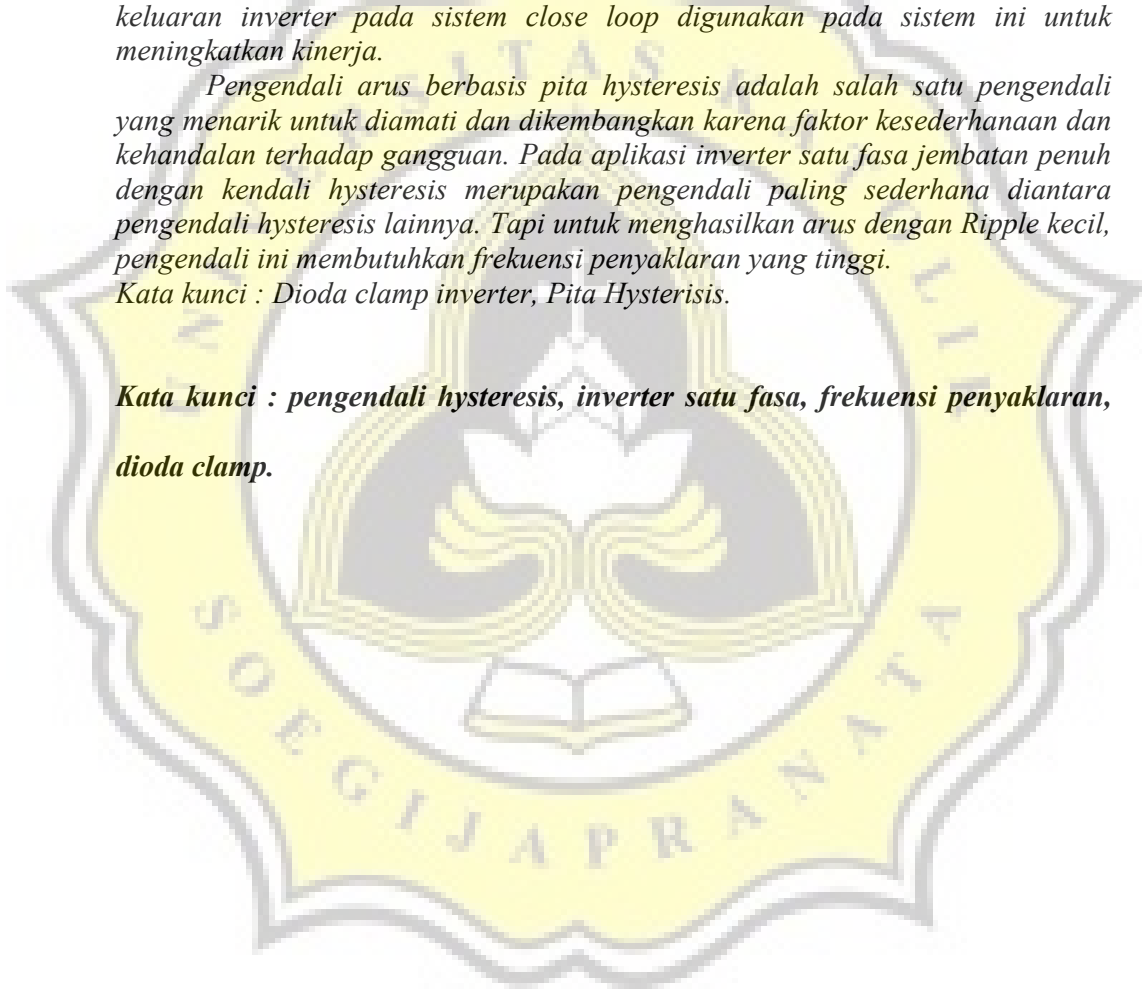 keluaran inverter pada sistem close loop digunakan pada sistem ini untuk
meningkatkan kinerja.
Pengendali arus berbasis pita hysteresis adalah salah satu pengendali
yang menarik untuk diamati dan dikembangkan karena faktor kesederhanaan dan
kehandalan terhadap gangguan. Pada aplikasi inverter satu fasa jembatan penuh
dengan kendali hysteresis merupakan pengendali paling sederhana diantara
pengendali hysteresis lainnya. Tapi untuk menghasilkan arus dengan Ripple kecil,
pengendali ini membutuhkan frekuensi penyaklaran yang tinggi.
Kata kunci : Dioda clamp inverter, Pita Hysterisis.
Kata kunci : pengendali hysteresis, inverter satu fasa, frekuensi penyaklaran,
dioda clamp.
SOEGIJAPRANATA